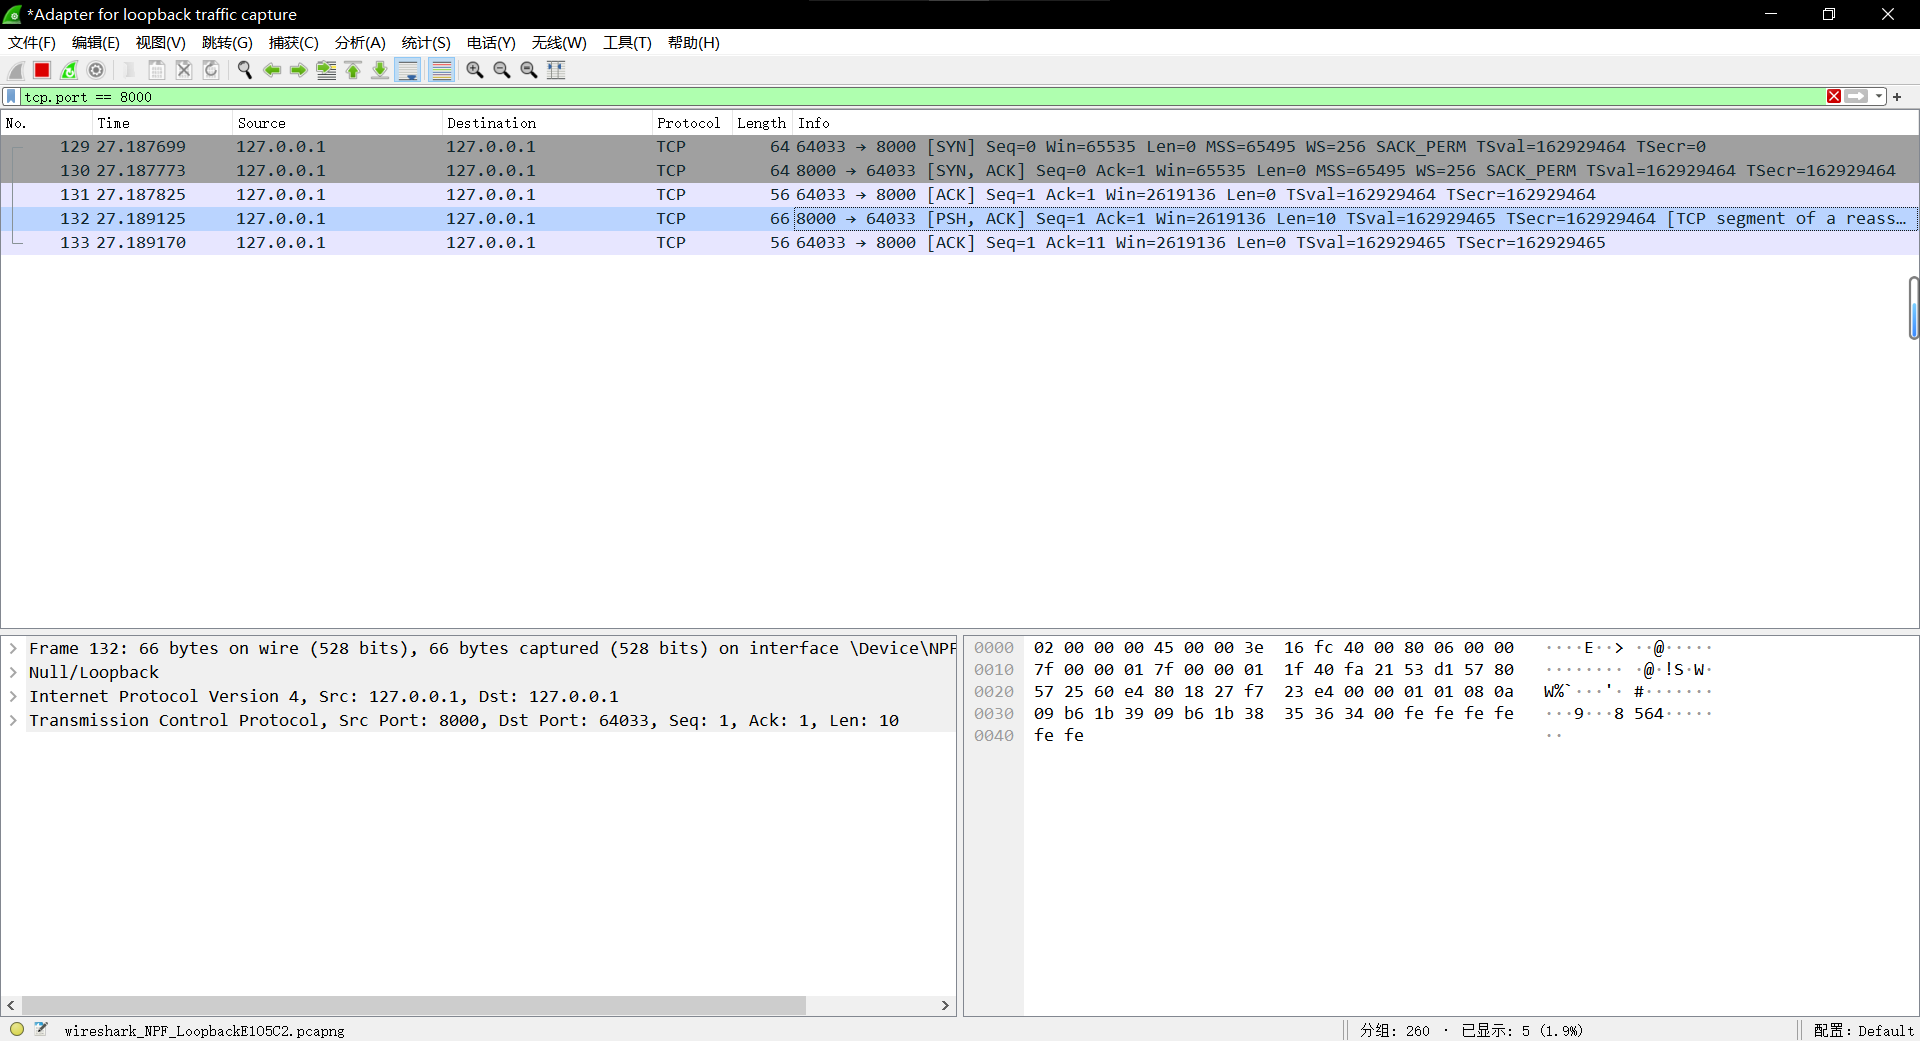 *Adapter for loopback traffic capture
文件(F) 编辑(E) 视图(V) 跳转(G) 捕获(C) 分析(A) 统计(S) 电话(Y) 无线(W) 工具(T) 帮助(H)
tcp.port == 8000
No. Time Source Destination Protocol Length Info
129 27.187699 127.0.0.1 127.0.0.1 TCP 64 64033 → 8000 [SYN] Seq=0 Win=65535 Len=0 MSS=65495 WS=256 SACK_PERM TSval=162929464 TSecr=0
130 27.187773 127.0.0.1 127.0.0.1 TCP 64 8000 → 64033 [SYN, ACK] Seq=0 Ack=1 Win=65535 Len=0 MSS=65495 WS=256 SACK_PERM TSval=162929464 TSecr=162929464
131 27.187825 127.0.0.1 127.0.0.1 TCP 56 64033 → 8000 [ACK] Seq=1 Ack=1 Win=2619136 Len=0 TSval=162929464 TSecr=162929464
132 27.189125 127.0.0.1 127.0.0.1 TCP 66 8000 → 64033 [PSH, ACK] Seq=1 Ack=1 Win=2619136 Len=10 TSval=162929465 TSecr=162929464 [TCP segment of a reass…
133 27.189170 127.0.0.1 127.0.0.1 TCP 56 64033 → 8000 [ACK] Seq=1 Ack=11 Win=2619136 Len=0 TSval=162929465 TSecr=162929465
Frame 132: 66 bytes on wire (528 bits), 66 bytes captured (528 bits) on interface \Device\NPF
Null/Loopback
Internet Protocol Version 4, Src: 127.0.0.1, Dst: 127.0.0.1
Transmission Control Protocol, Src Port: 8000, Dst Port: 64033, Seq: 1, Ack: 1, Len: 10
0000 02 00 00 00 45 00 00 3e 16 fc 40 00 80 06 00 00 ····E··> ··@·····
0010 7f 00 00 01 7f 00 00 01 1f 40 fa 21 53 d1 57 80 ········ ·@·!S·W·
0020 57 25 60 e4 80 18 27 f7 23 e4 00 00 01 01 08 0a W%`···'· #·······
0030 09 b6 1b 39 09 b6 1b 38 35 36 34 00 fe fe fe fe ···9···8 564·····
0040 fe fe ··
wireshark_NPF_LoopbackE105C2.pcapng 分组: 260 · 已显示: 5 (1.9%) 配置: Default